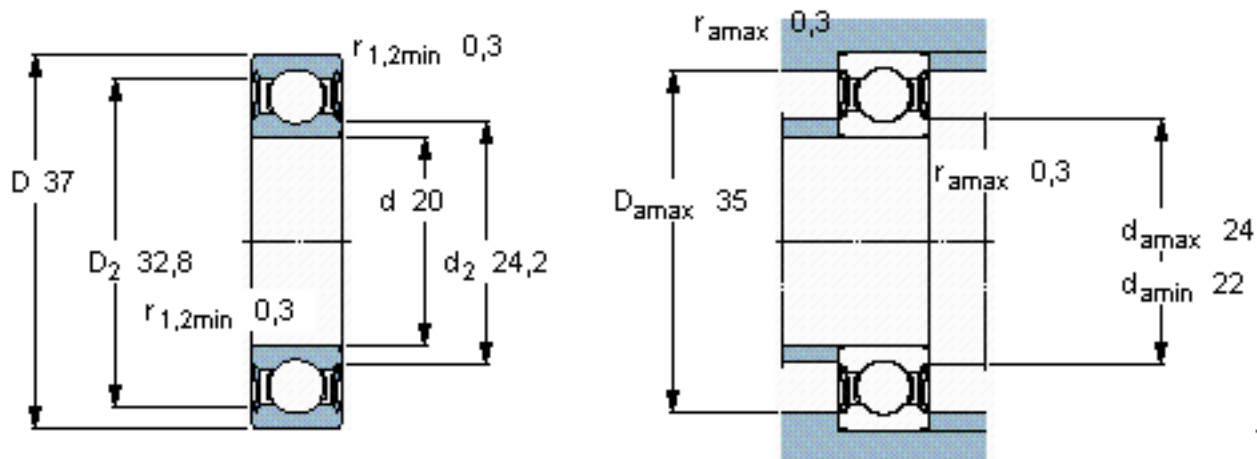 r1,2min 0,3
D 37
d 20
D2 32,8
d2 24,2
r1,2min 0,3
ramax 0,3
Damax 35
ramax 0,3
damax 24
damin 22